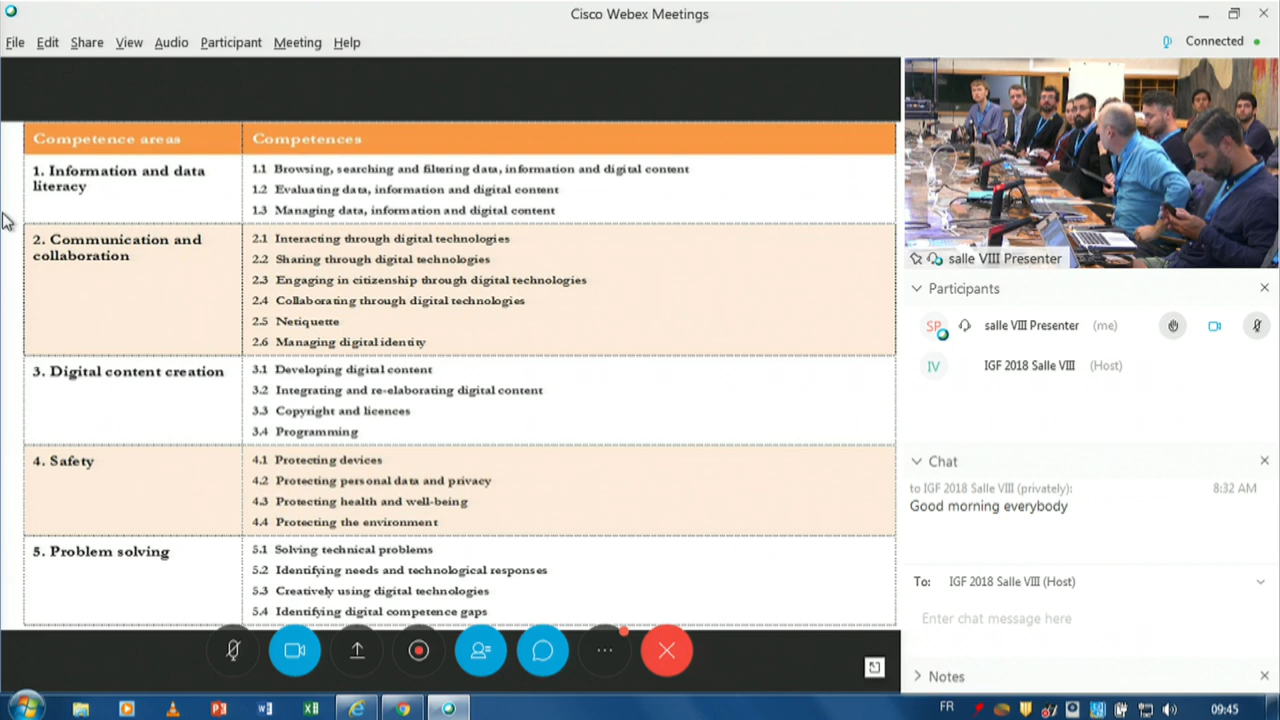 Cisco Webex Meetings
File Edit Share View Audio Participant Meeting Help
Connected
Competence areas
Competences
1. Information and data
literacy
1.1 Browsing, searching and filtering data, information and digital content
1.2 Evaluating data, information and digital content
1.3 Managing data, information and digital content
2. Communication and
collaboration
2.1 Interacting through digital technologies
2.2 Sharing through digital technologies
2.3 Engaging in citizenship through digital technologies
2.4 Collaborating through digital technologies
2.5 Netiquette
2.6 Managing digital identity
3. Digital content creation
3.1 Developing digital content
3.2 Integrating and re-elaborating digital content
3.3 Copyright and licences
3.4 Programming
4. Safety
4.1 Protecting devices
4.2 Protecting personal data and privacy
4.3 Protecting health and well-being
4.4 Protecting the environment
5. Problem solving
5.1 Solving technical problems
5.2 Identifying needs and technological responses
5.3 Creatively using digital technologies
5.4 Identifying digital competence gaps
salle VIII Presenter
Participants
SP salle VIII Presenter (me)
IV IGF 2018 Salle VIII (Host)
Chat
to IGF 2018 Salle VIII (privately): 8:32 AM
Good morning everybody
To: IGF 2018 Salle VIII (Host)
Enter chat message here
Notes
FR 09:45